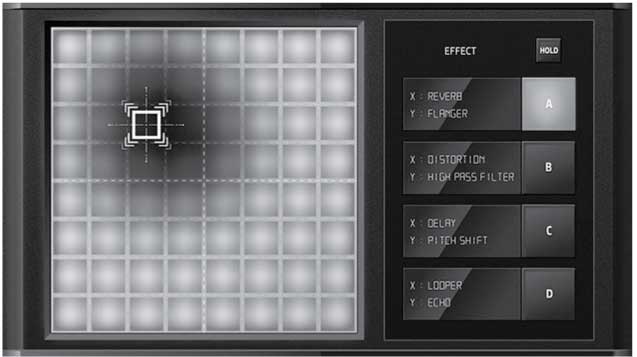 EFFECT
HOLD
X : REVERB
Y : FLANGER
A
X : DISTORTION
Y : HIGH PASS FILTER
B
X : DELAY
Y : PITCH SHIFT
C
X : LOOPER
Y : ECHO
D